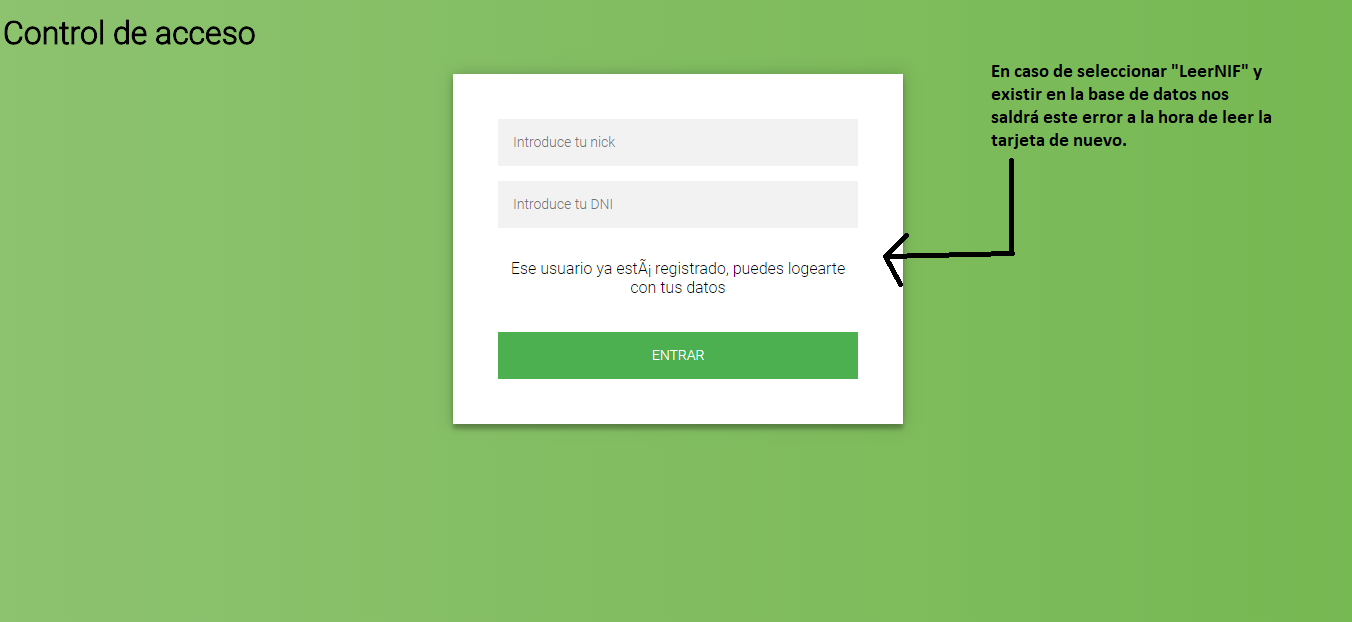 Control de acceso
En caso de seleccionar "LeerNIF" y
existir en la base de datos nos
saldrá este error a la hora de leer la
tarjeta de nuevo.
Introduce tu nick
Introduce tu DNI
Ese usuario ya estÃ¡ registrado, puedes logearte
con tus datos
ENTRAR